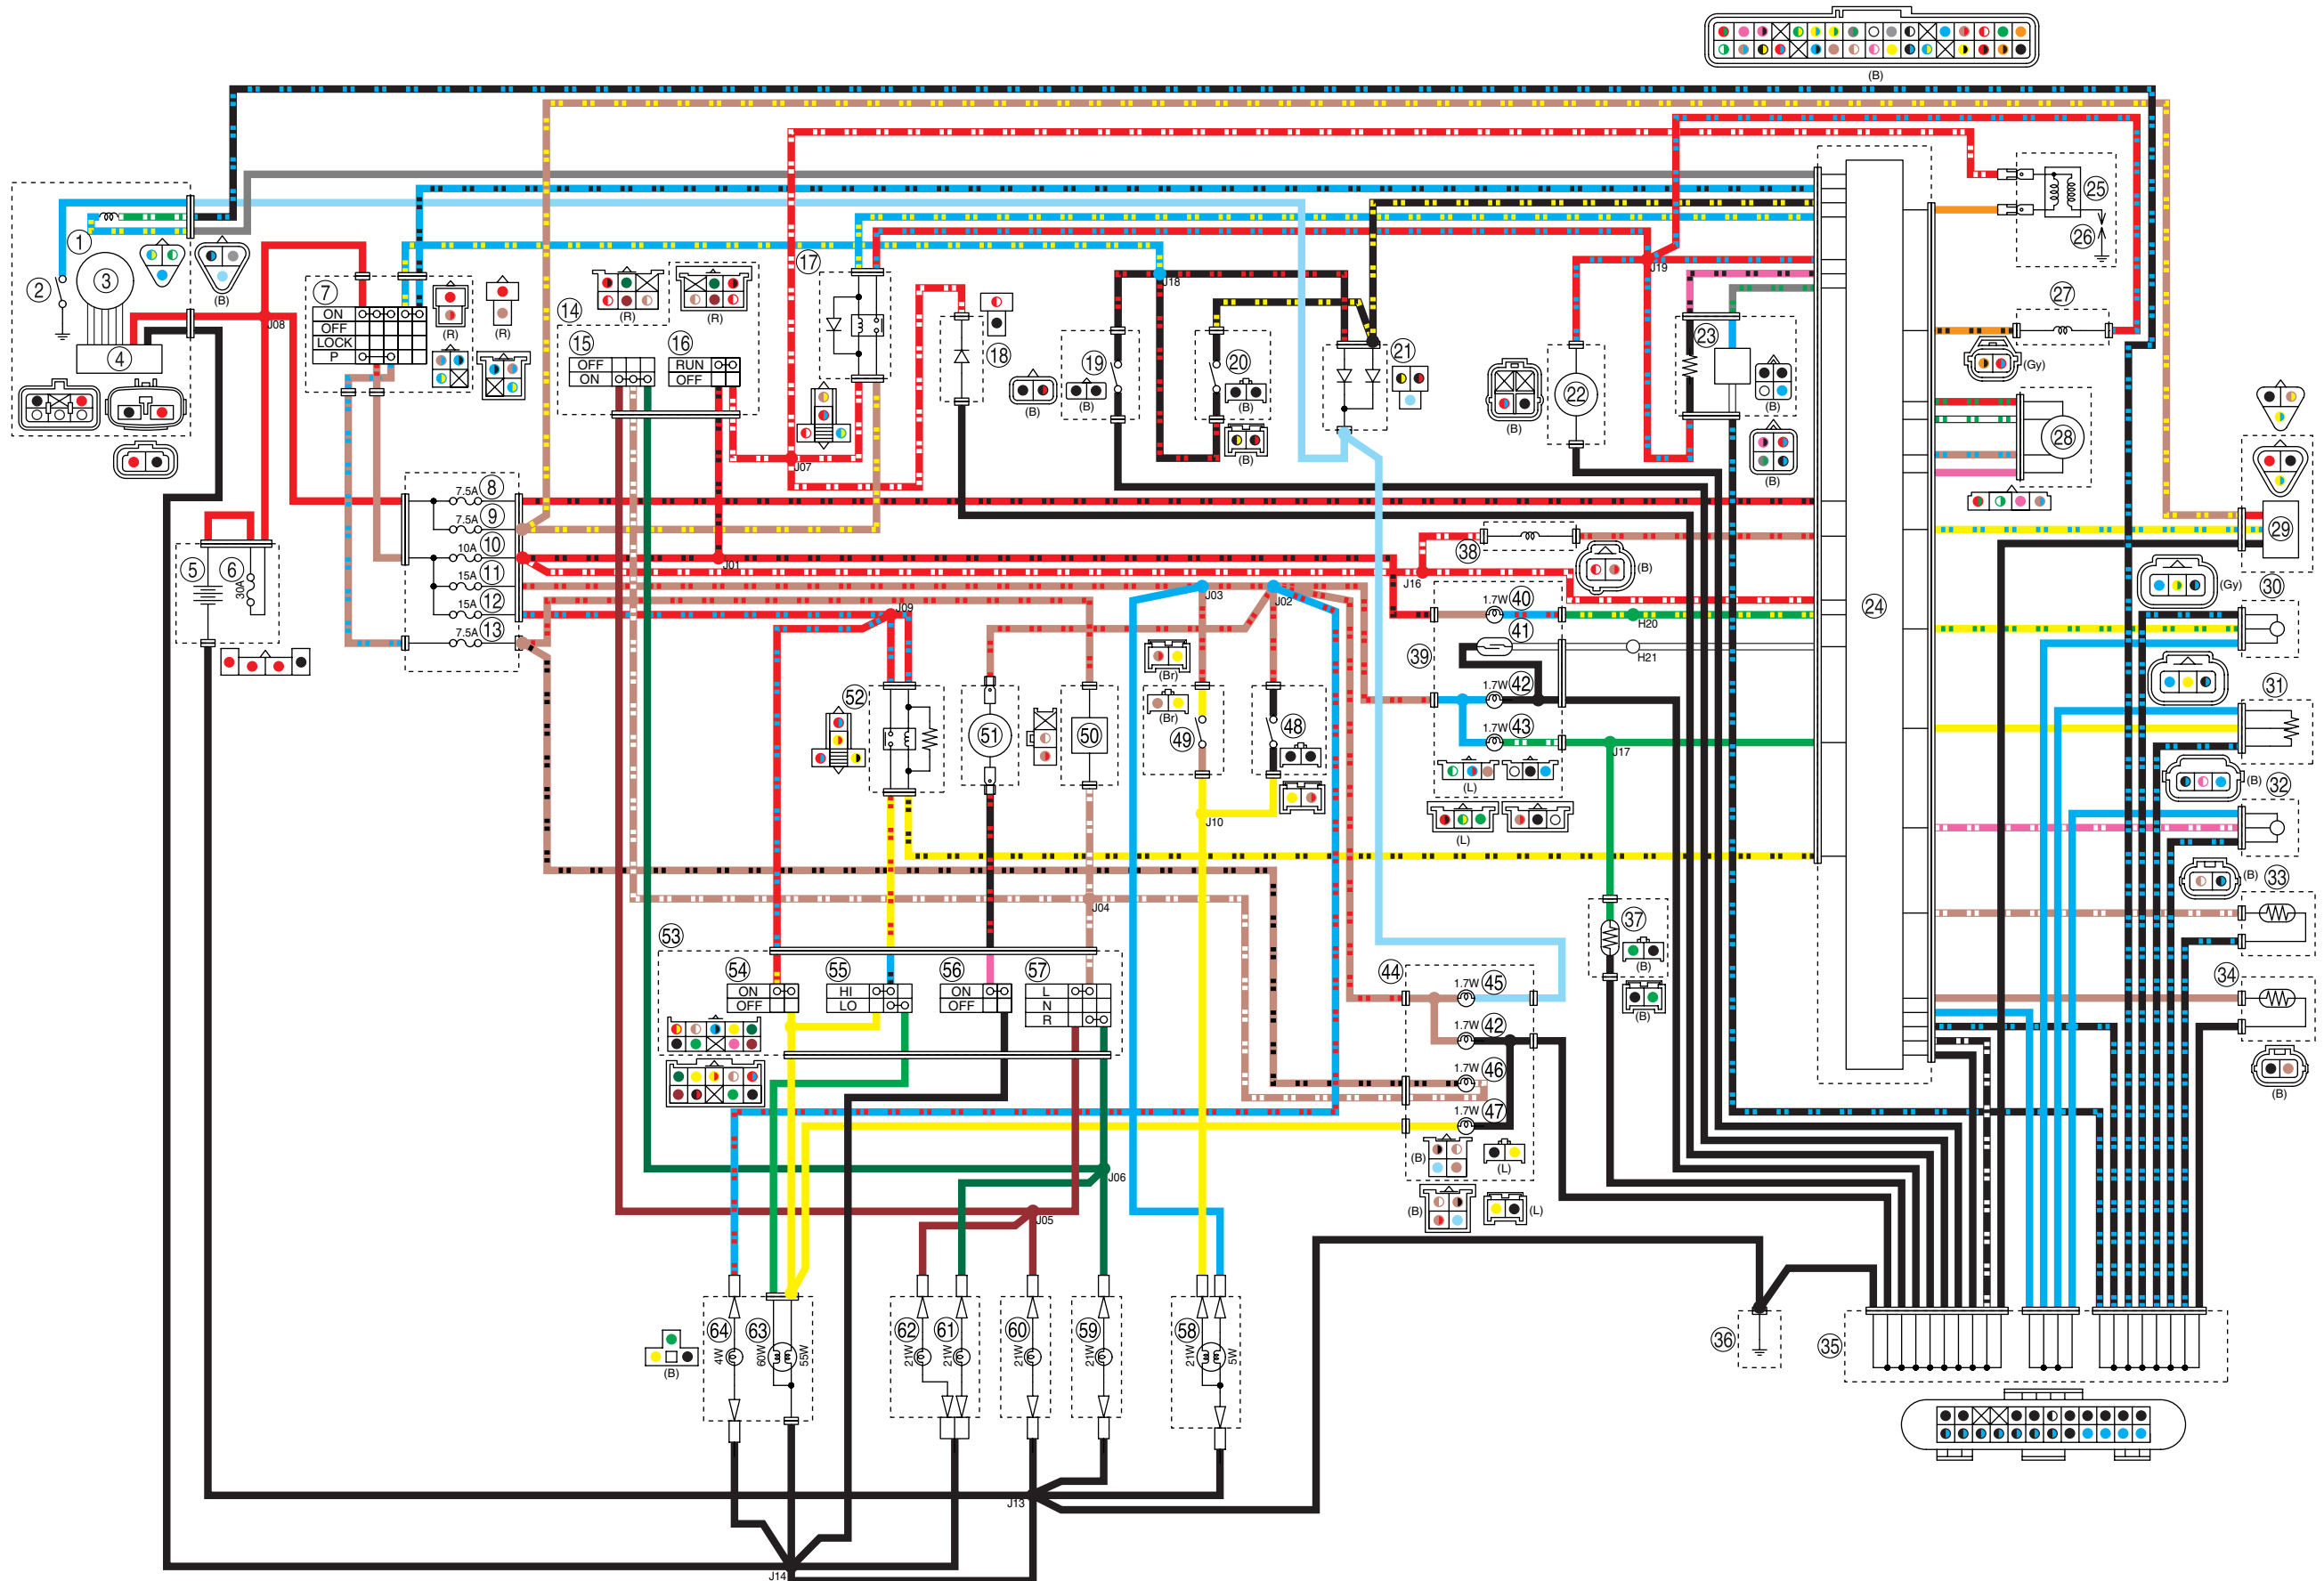 (B)
1
2
3
4
(B)
7
ON
OFF
LOCK
P
J08
(R)
(R)
14
15
OFF
ON
16
RUN
OFF
(R)
(R)
17
J07
18
19
(B)
(B)
J18
20
(B)
(B)
21
22
(B)
J19
23
(B)
(B)
24
25
26
27
(Gy)
28
29
30
(Gy)
31
32
(B)
33
(B)
34
(B)
5
6
30A
7.5A 8
7.5A 9
10A 10
15A 11
15A 12
7.5A 13
J01
J09
J03
J02
J16
38
(B)
39
1.7W 40
41
1.7W 42
1.7W 43
H20
H21
J17
(L)
(L)
52
51
50
(Br)
(Br)
49
48
J10
J04
37
(B)
(B)
53
54
ON
OFF
55
HI
LO
56
ON
OFF
57
L
N
R
44
1.7W 45
1.7W 42
1.7W 46
1.7W 47
(B)
(L)
(B)
(L)
J06
J05
64
4W
63
60W
55W
(B)
62
21W
61
21W
60
21W
59
21W
58
21W
5W
36
35
J13
J14